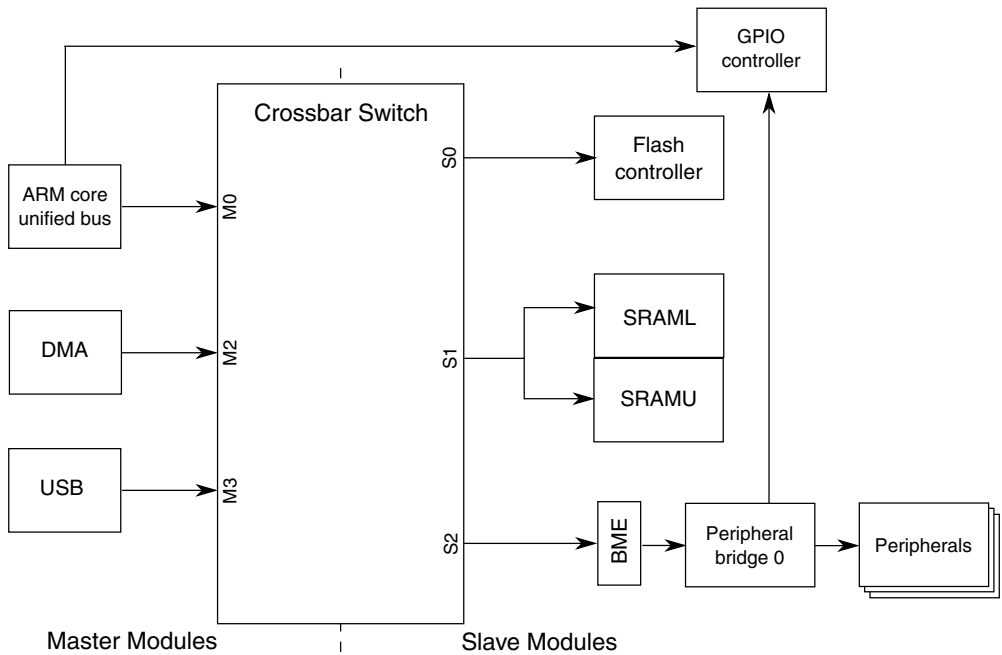 GPIO
controller
Crossbar Switch
S0
Flash
controller
ARM core
unified bus
M0
SRAML
DMA
M2
S1
SRAMU
USB
M3
S2
BME
Peripheral
bridge 0
Peripherals
Master Modules
Slave Modules